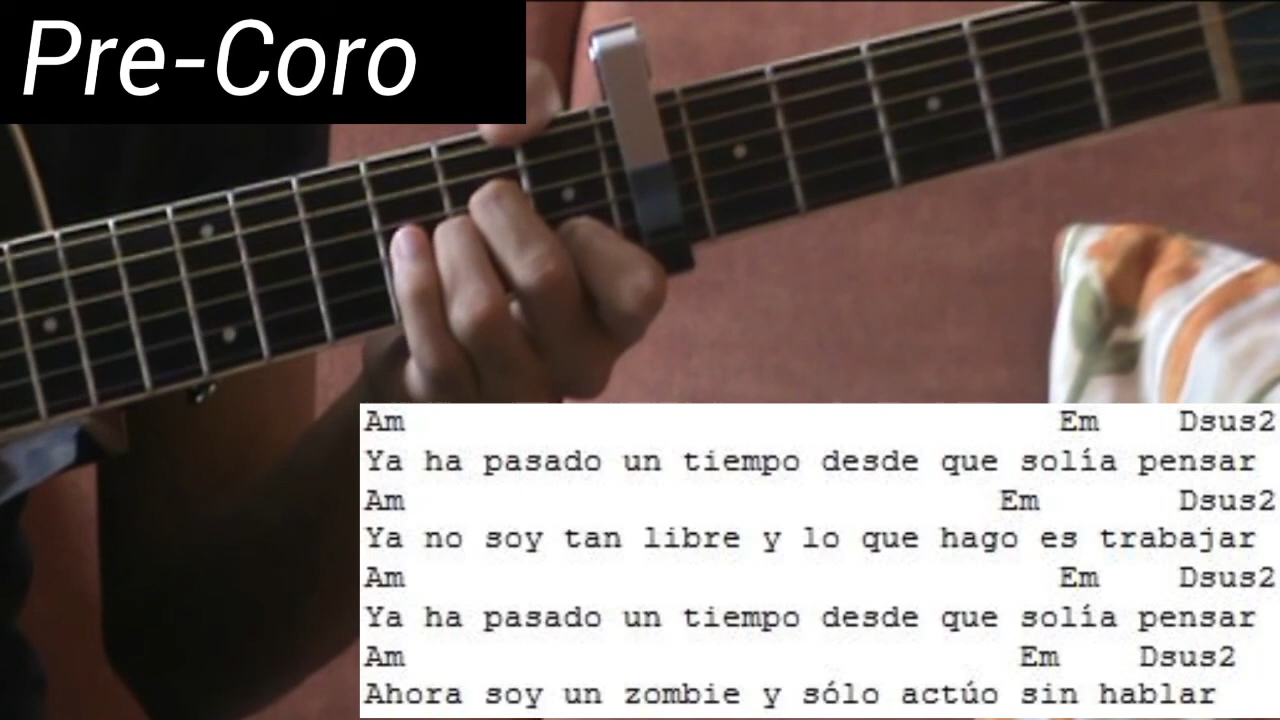 Pre-Coro
Am Em Dsus2
Ya ha pasado un tiempo desde que solía pensar
Am Em Dsus2
Ya no soy tan libre y lo que hago es trabajar
Am Em Dsus2
Ya ha pasado un tiempo desde que solía pensar
Am Em Dsus2
Ahora soy un zombie y sólo actúo sin hablar